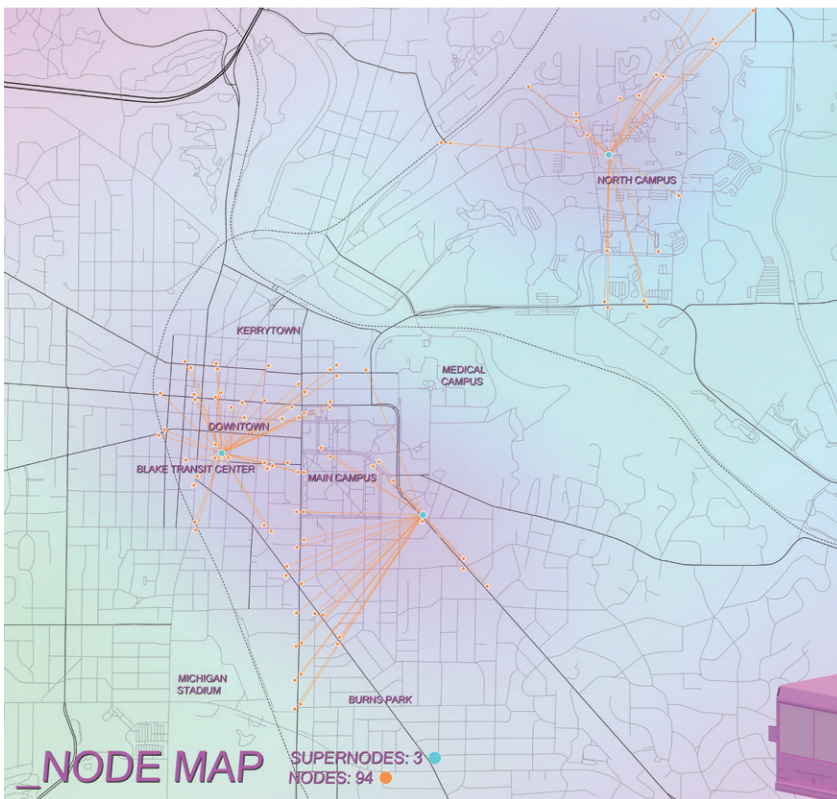 NORTH CAMPUS
KERRYTOWN
MEDICAL
CAMPUS
DOWNTOWN
BLAKE TRANSIT CENTER
MAIN CAMPUS
MICHIGAN
STADIUM
BURNS PARK
_NODE MAP
SUPERNODES: 3
NODES: 94